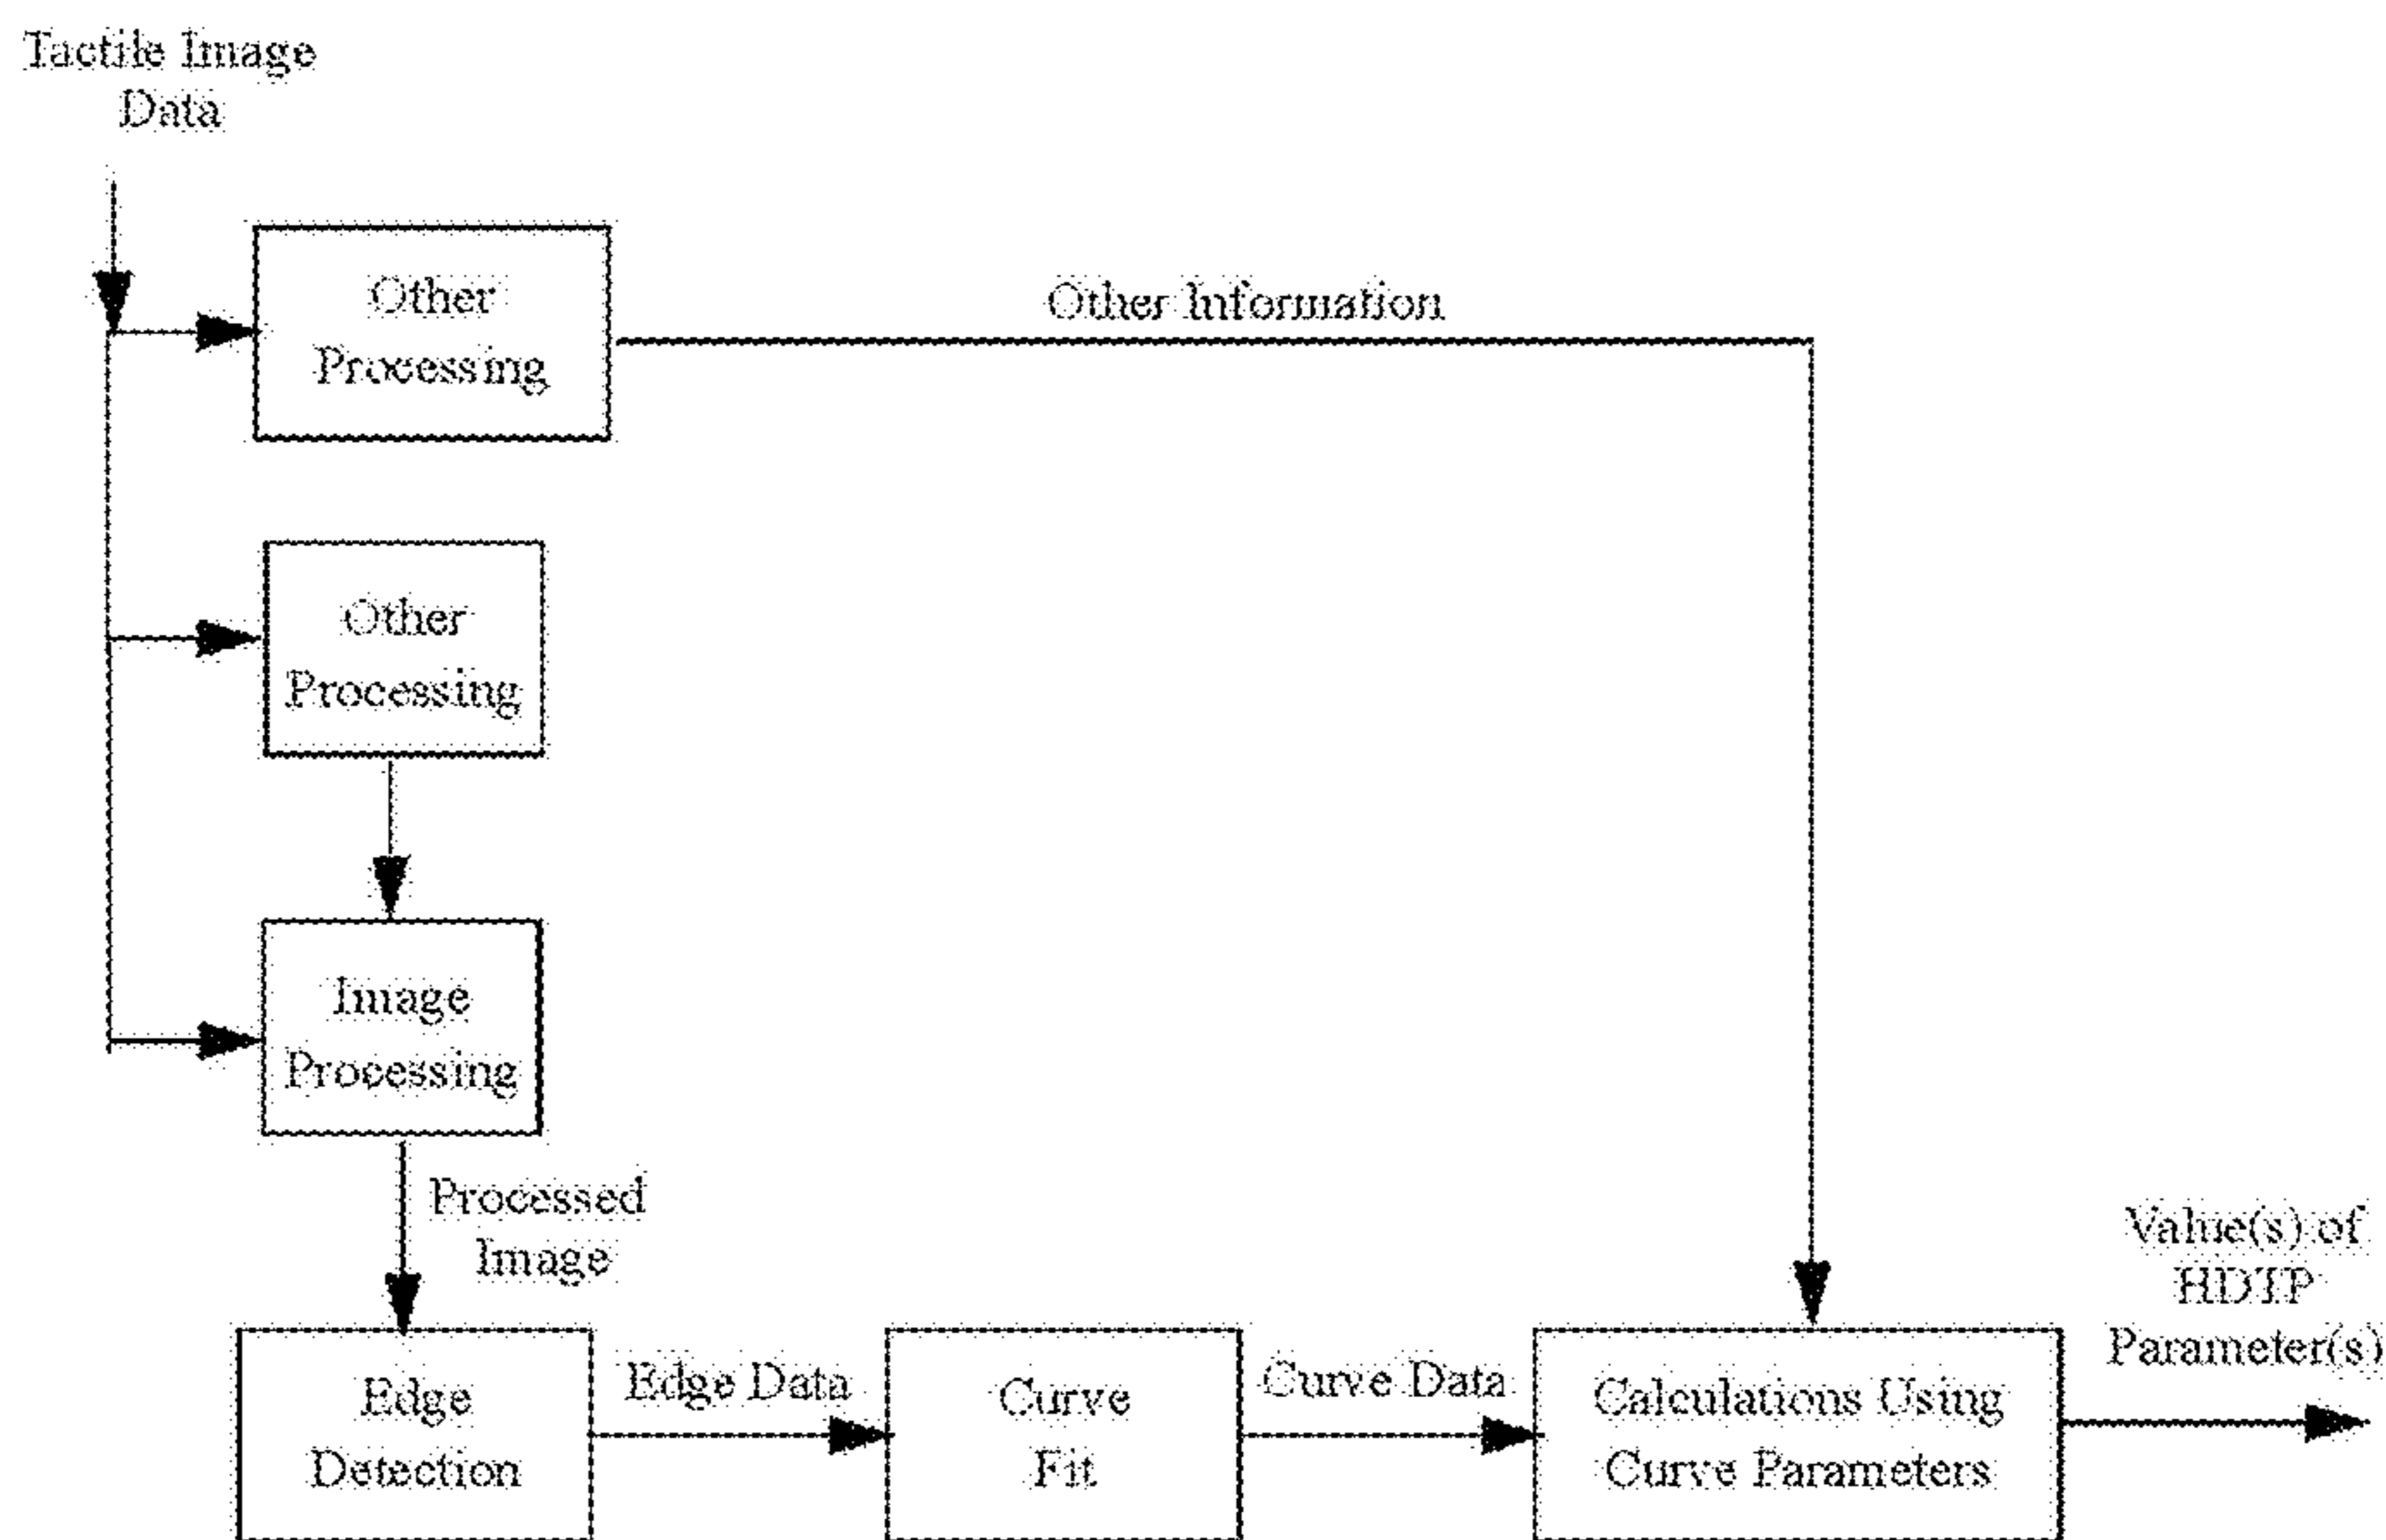 Tactile Image
Data
Other
Processing
Other Information
Other
Processing
Image
Processing
Processed
Image
Value(s) of
HDTP
Parameter(s)
Edge
Detection
Edge Data
Curve
Fit
Curve Data
Calculations Using
Curve Parameters